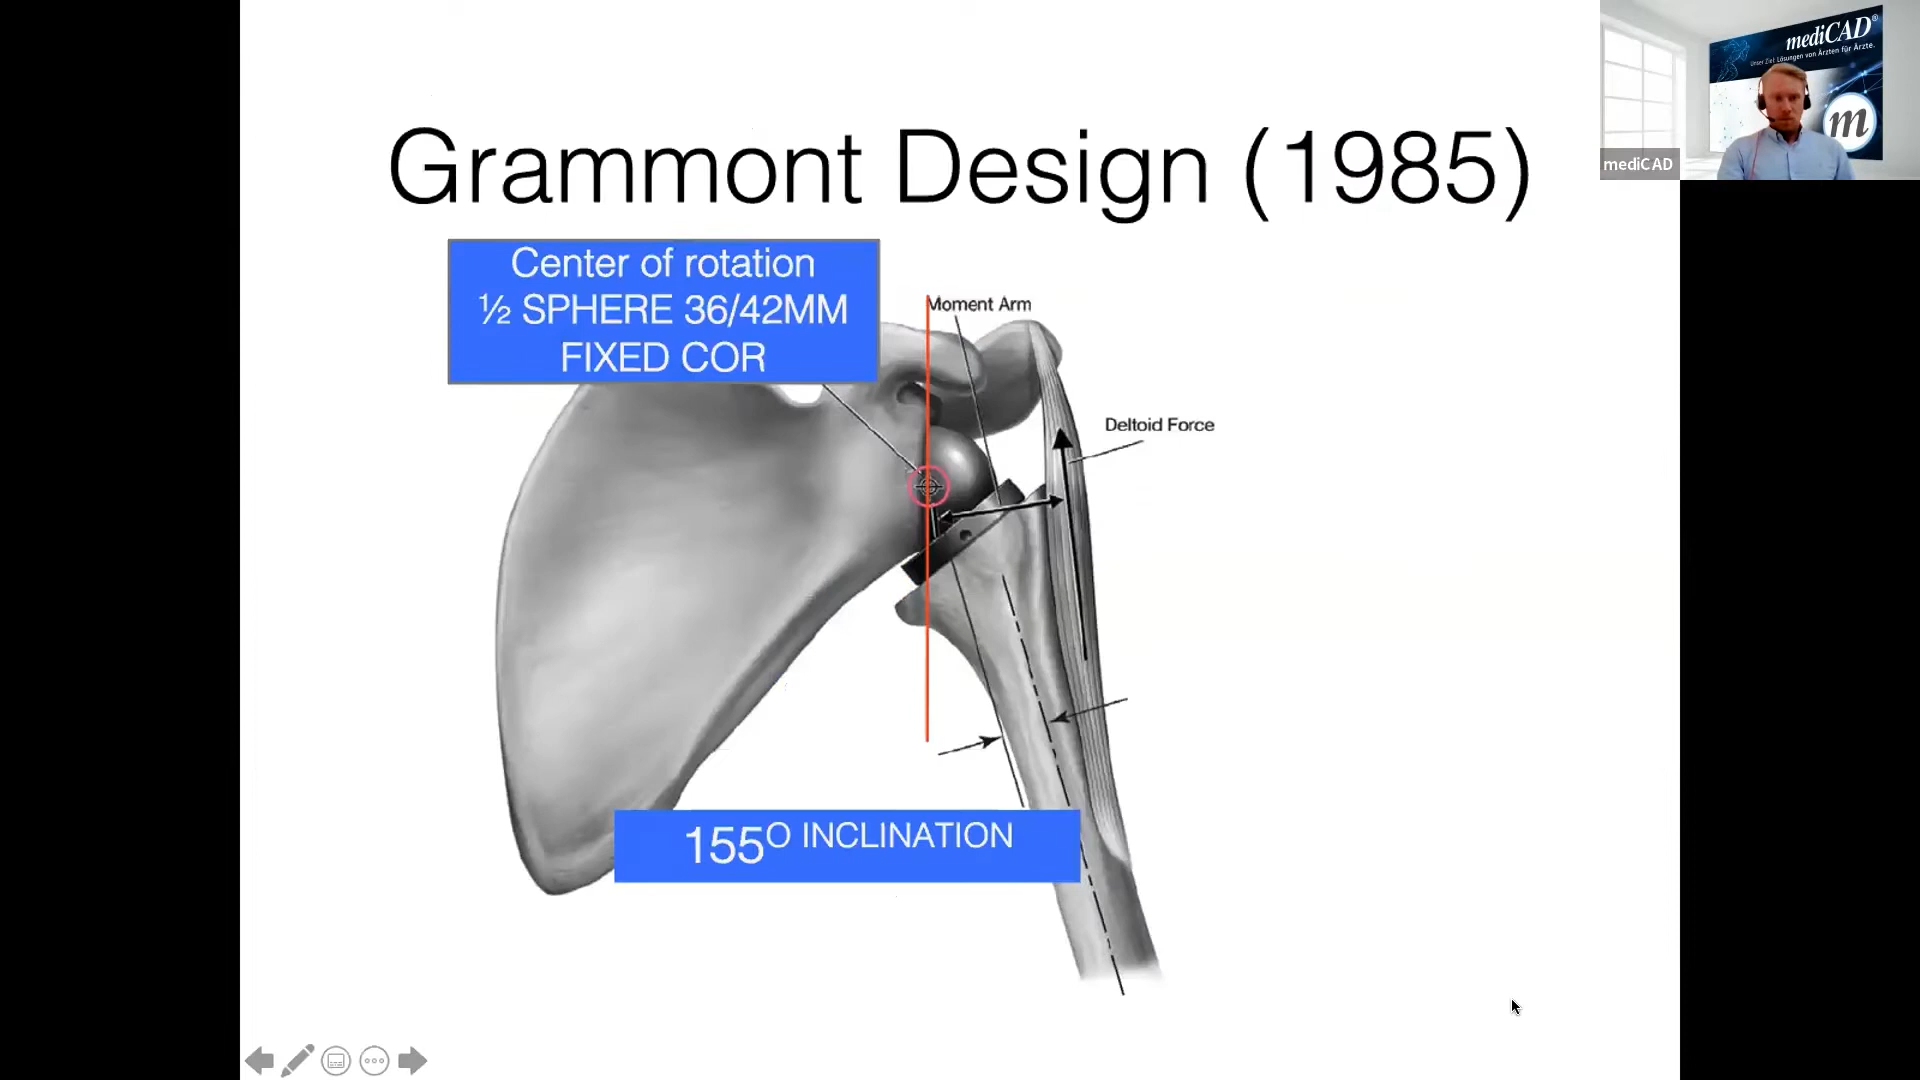 Grammont Design (1985)
Center of rotation
½ SPHERE 36/42MM
FIXED COR
Moment Arm
Deltoid Force
155O INCLINATION
mediCAD®
Unser Ziel: Lösungen von Ärzten für Ärzte.
m
mediCAD